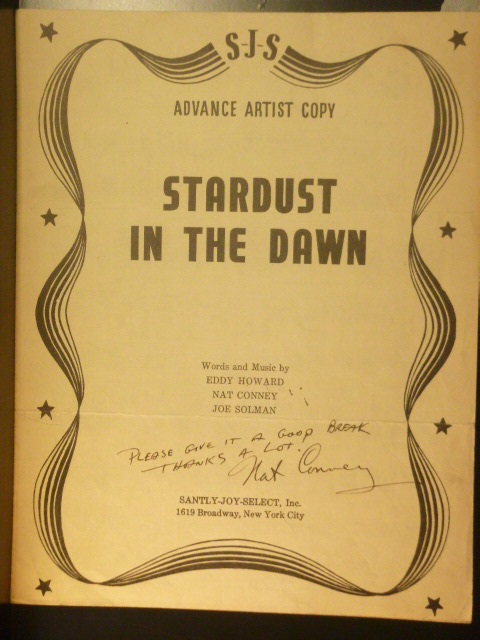 S-J-S
ADVANCE ARTIST COPY
STARDUST
IN THE DAWN
Words and Music by
EDDY HOWARD
NAT CONNEY
JOE SOLMAN
PLEASE GIVE IT A GOOD BREAK
THANKS A LOT.
Nat Conney
SANTLY-JOY-SELECT, Inc.
1619 Broadway, New York City